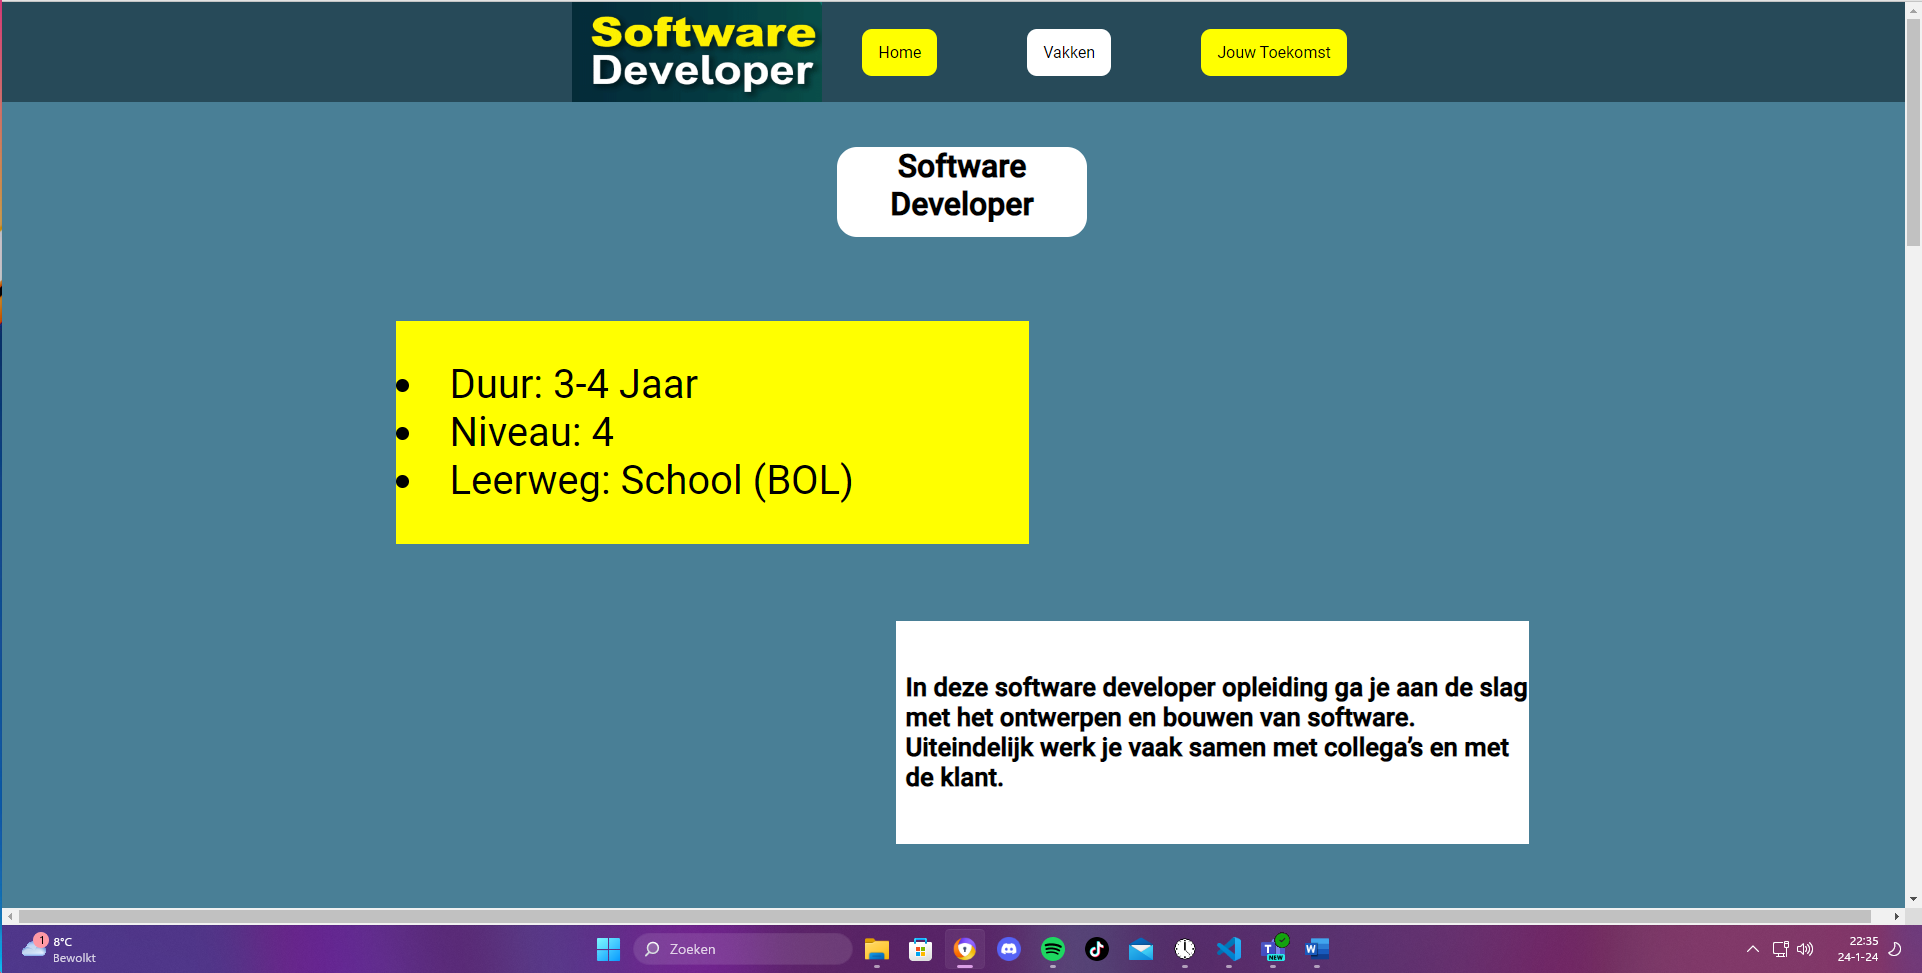 Software
Developer
Home
Vakken
Jouw Toekomst
Software
Developer
Duur: 3-4 Jaar
Niveau: 4
Leerweg: School (BOL)
In deze software developer opleiding ga je aan de slag
met het ontwerpen en bouwen van software.
Uiteindelijk werk je vaak samen met collega’s en met
de klant.
1
8°C
Bewolkt
Zoeken
T
NEW
W
22:35
24-1-24